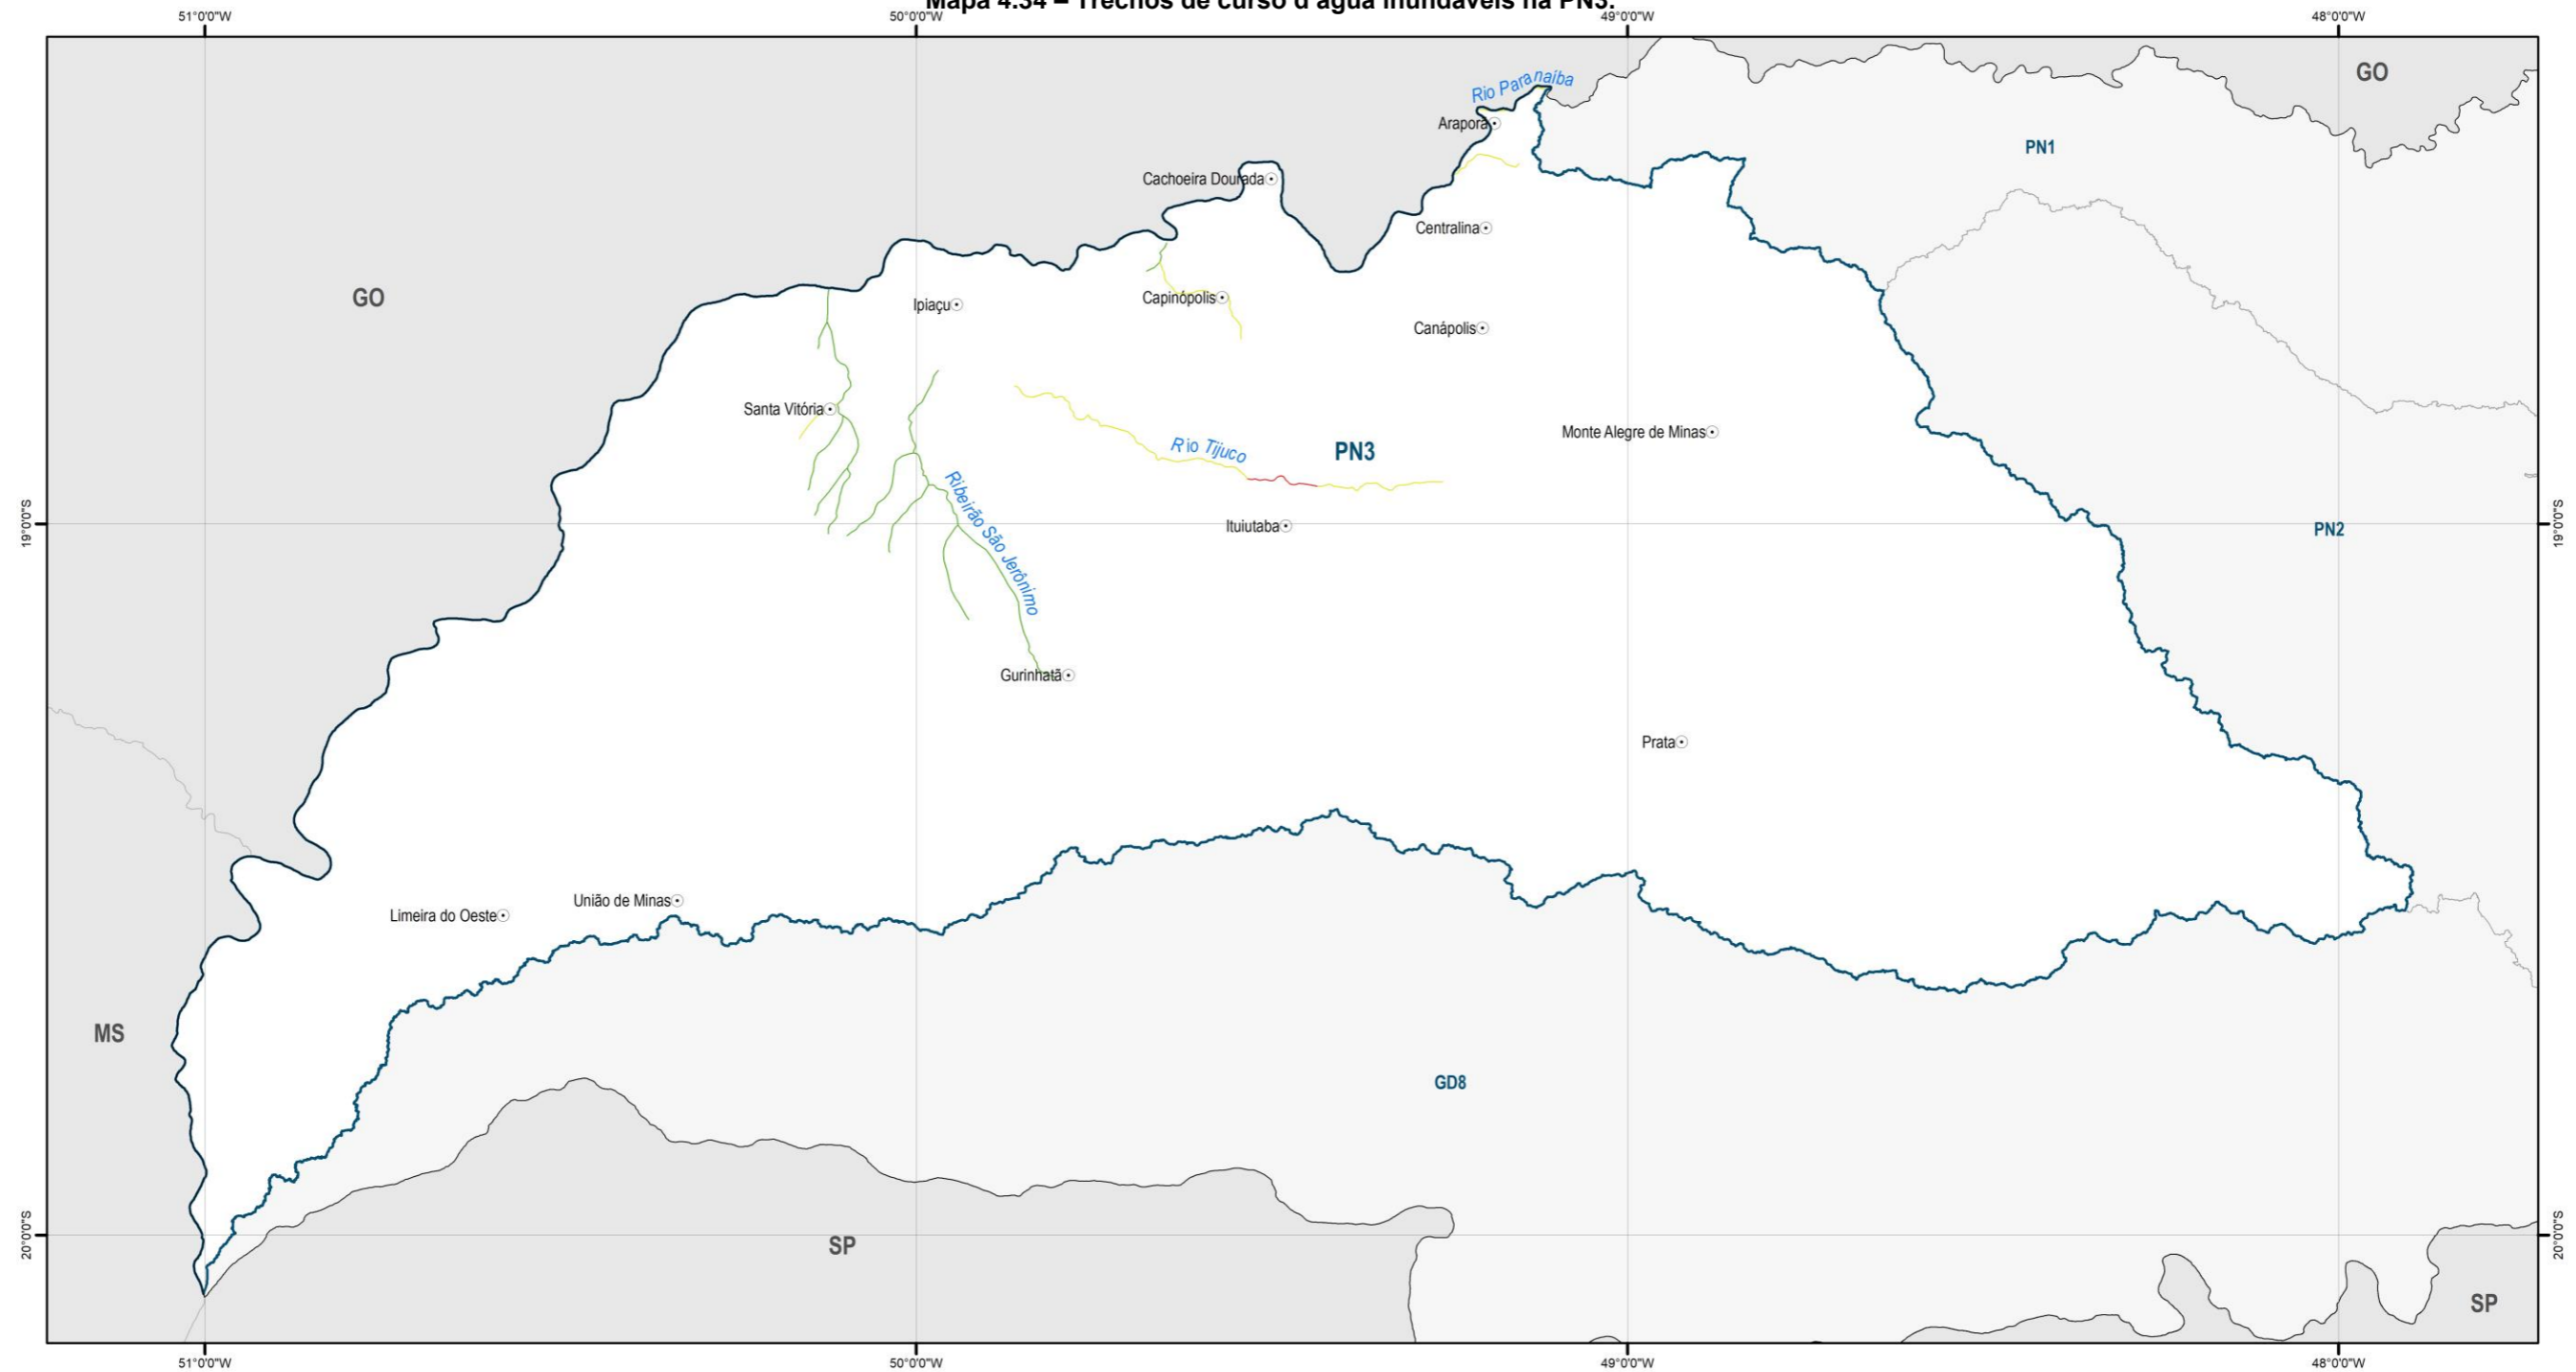 Mapa 4.34 – Trechos de curso d'água inundáveis na PN3.
51°0'0"W 50°0'0"W 49°0'0"W 48°0'0"W
GO
Rio Paranaíba
Arapora
PN1
Cachoeira Dourada
Centralina
GO
Ipiaçu
Capinópolis
Canápolis
Santa Vitória
Monte Alegre de Minas
Rio Tijuco
PN3
Ribeirão São Jerônimo
19°0'0"S
Ituiutaba
PN2
19°0'0"S
Gurinhatã
Prata
União de Minas
Limeira do Oeste
MS
GD8
20°0'0"S
SP
20°0'0"S
SP
51°0'0"W 50°0'0"W 49°0'0"W 48°0'0"W